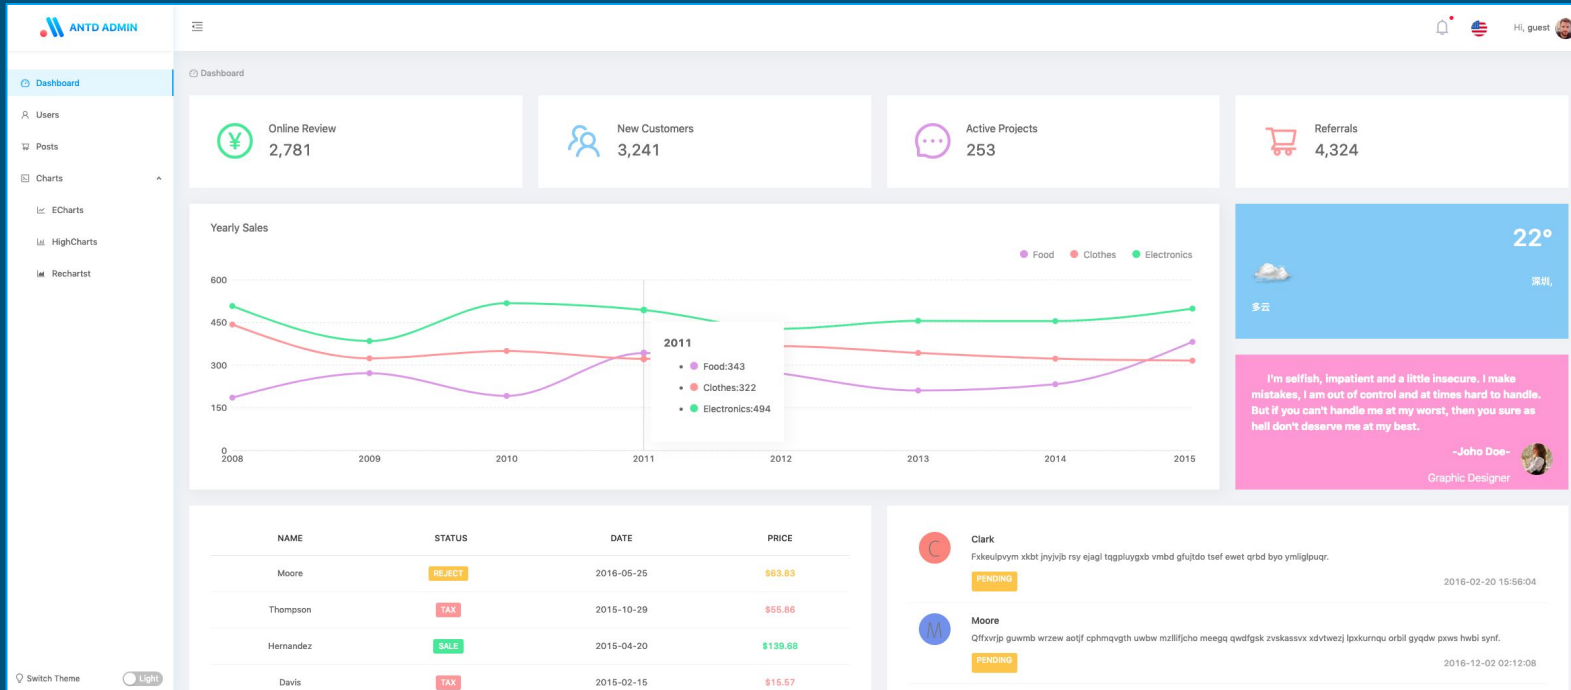 ANTD ADMIN
Hi, guest
Dashboard
Users
Posts
Charts
ECharts
HighCharts
Rechartst
Switch Theme
Light
Dashboard
Online Review
2,781
New Customers
3,241
Active Projects
253
Referrals
4,324
Yearly Sales
Food Clothes Electronics
600
450
300
150
0
2008 2009 2010 2011 2012 2013 2014 2015
2011
Food:343
Clothes:322
Electronics:494
22°
深圳,
多云
I'm selfish, impatient and a little insecure. I make
mistakes, I am out of control and at times hard to handle.
But if you can't handle me at my worst, then you sure as
hell don't deserve me at my best.
-Joho Doe-
Graphic Designer
NAME STATUS DATE PRICE
Moore REJECT 2016-05-25 $63.83
Thompson TAX 2015-10-29 $55.86
Hernandez SALE 2015-04-20 $139.68
Davis TAX 2015-02-15 $15.57
C
Clark
Fxkeulpvym xkbt jnyjvjb rsy ejagl tqgpluygxb vmbd gfujtdo tsef ewet qrbd byo ymliglpuqr.
PENDING
2016-02-20 15:56:04
M
Moore
Qffxvrjp guwmb wrzew aotjf cphmqvgth uwbw mzllifjcho meegq qwdfgsk zvskassvx xdvtwezj lpxkurnqu orbil gyqdw pxws hwbi synf.
PENDING
2016-12-02 02:12:08